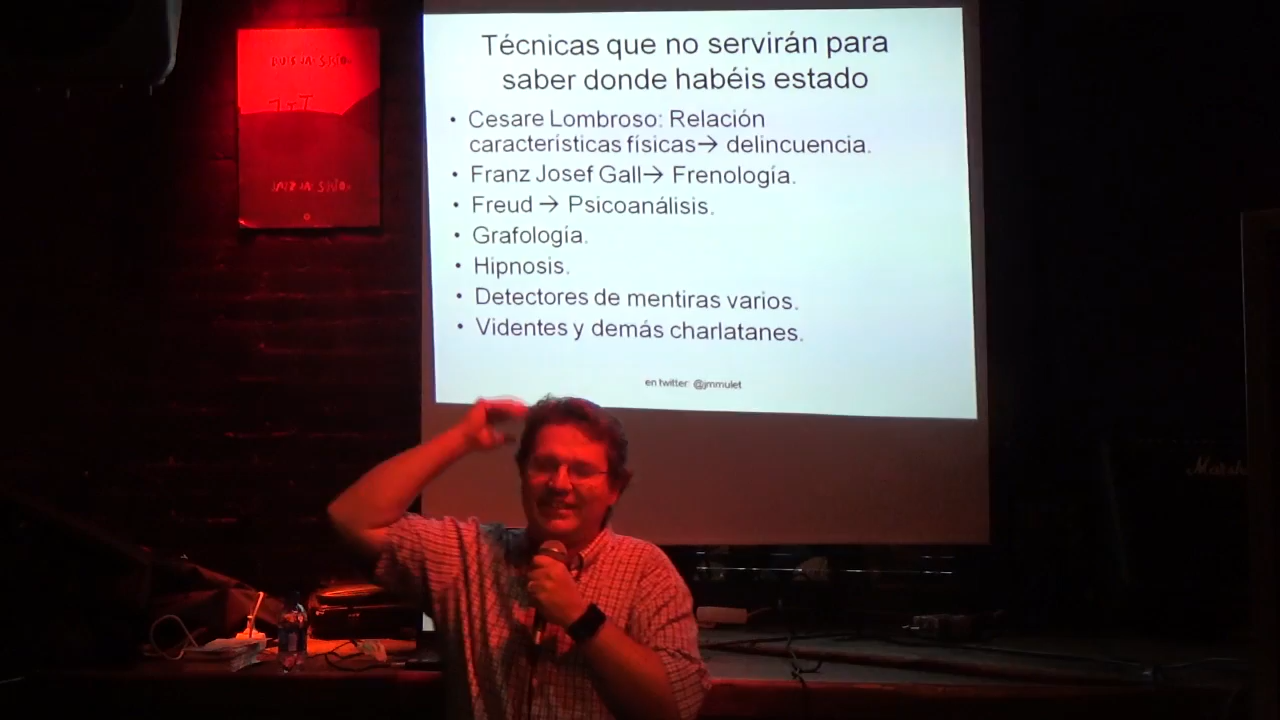 Técnicas que no servirán para
saber donde habéis estado
• Cesare Lombroso: Relación
características físicas→ delincuencia.
• Franz Josef Gall→ Frenología.
• Freud → Psicoanálisis.
• Grafología.
• Hipnosis.
• Detectores de mentiras varios.
• Videntes y demás charlatanes.
en twitter: @jmmulet